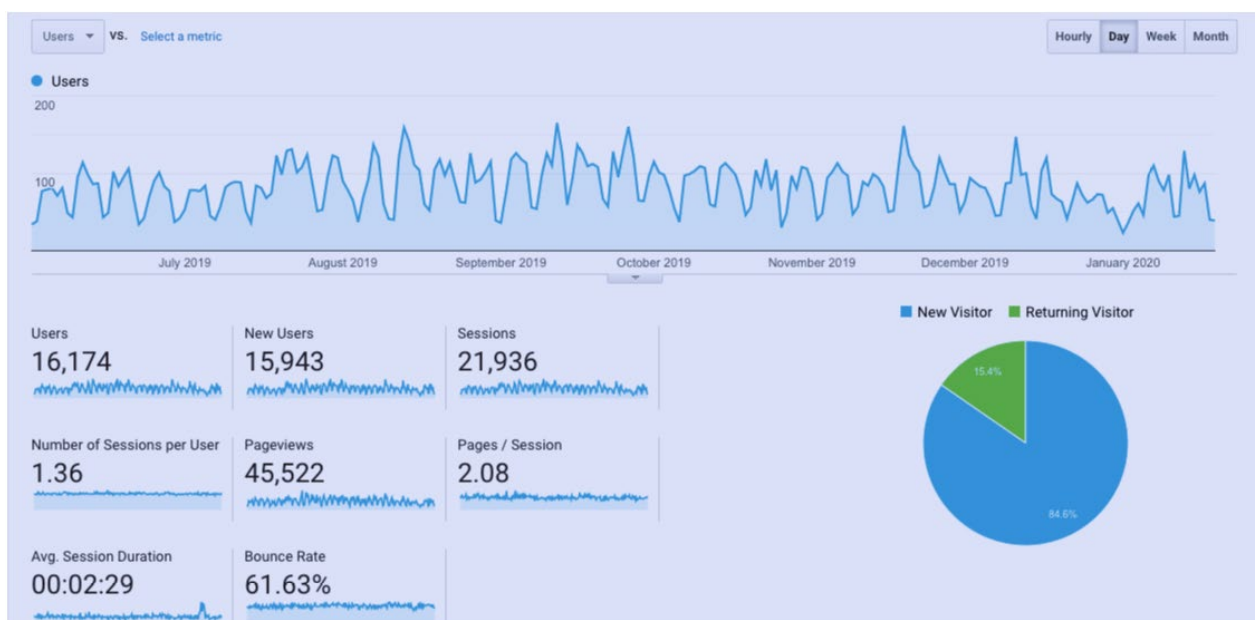 Users VS. Select a metric
Hourly Day Week Month
Users
200
100
July 2019 August 2019 September 2019 October 2019 November 2019 December 2019 January 2020
New Visitor Returning Visitor
Users New Users Sessions
16,174 15,943 21,936
15.4%
Number of Sessions per User Pageviews Pages / Session
1.36 45,522 2.08
84.6%
Avg. Session Duration Bounce Rate
00:02:29 61.63%